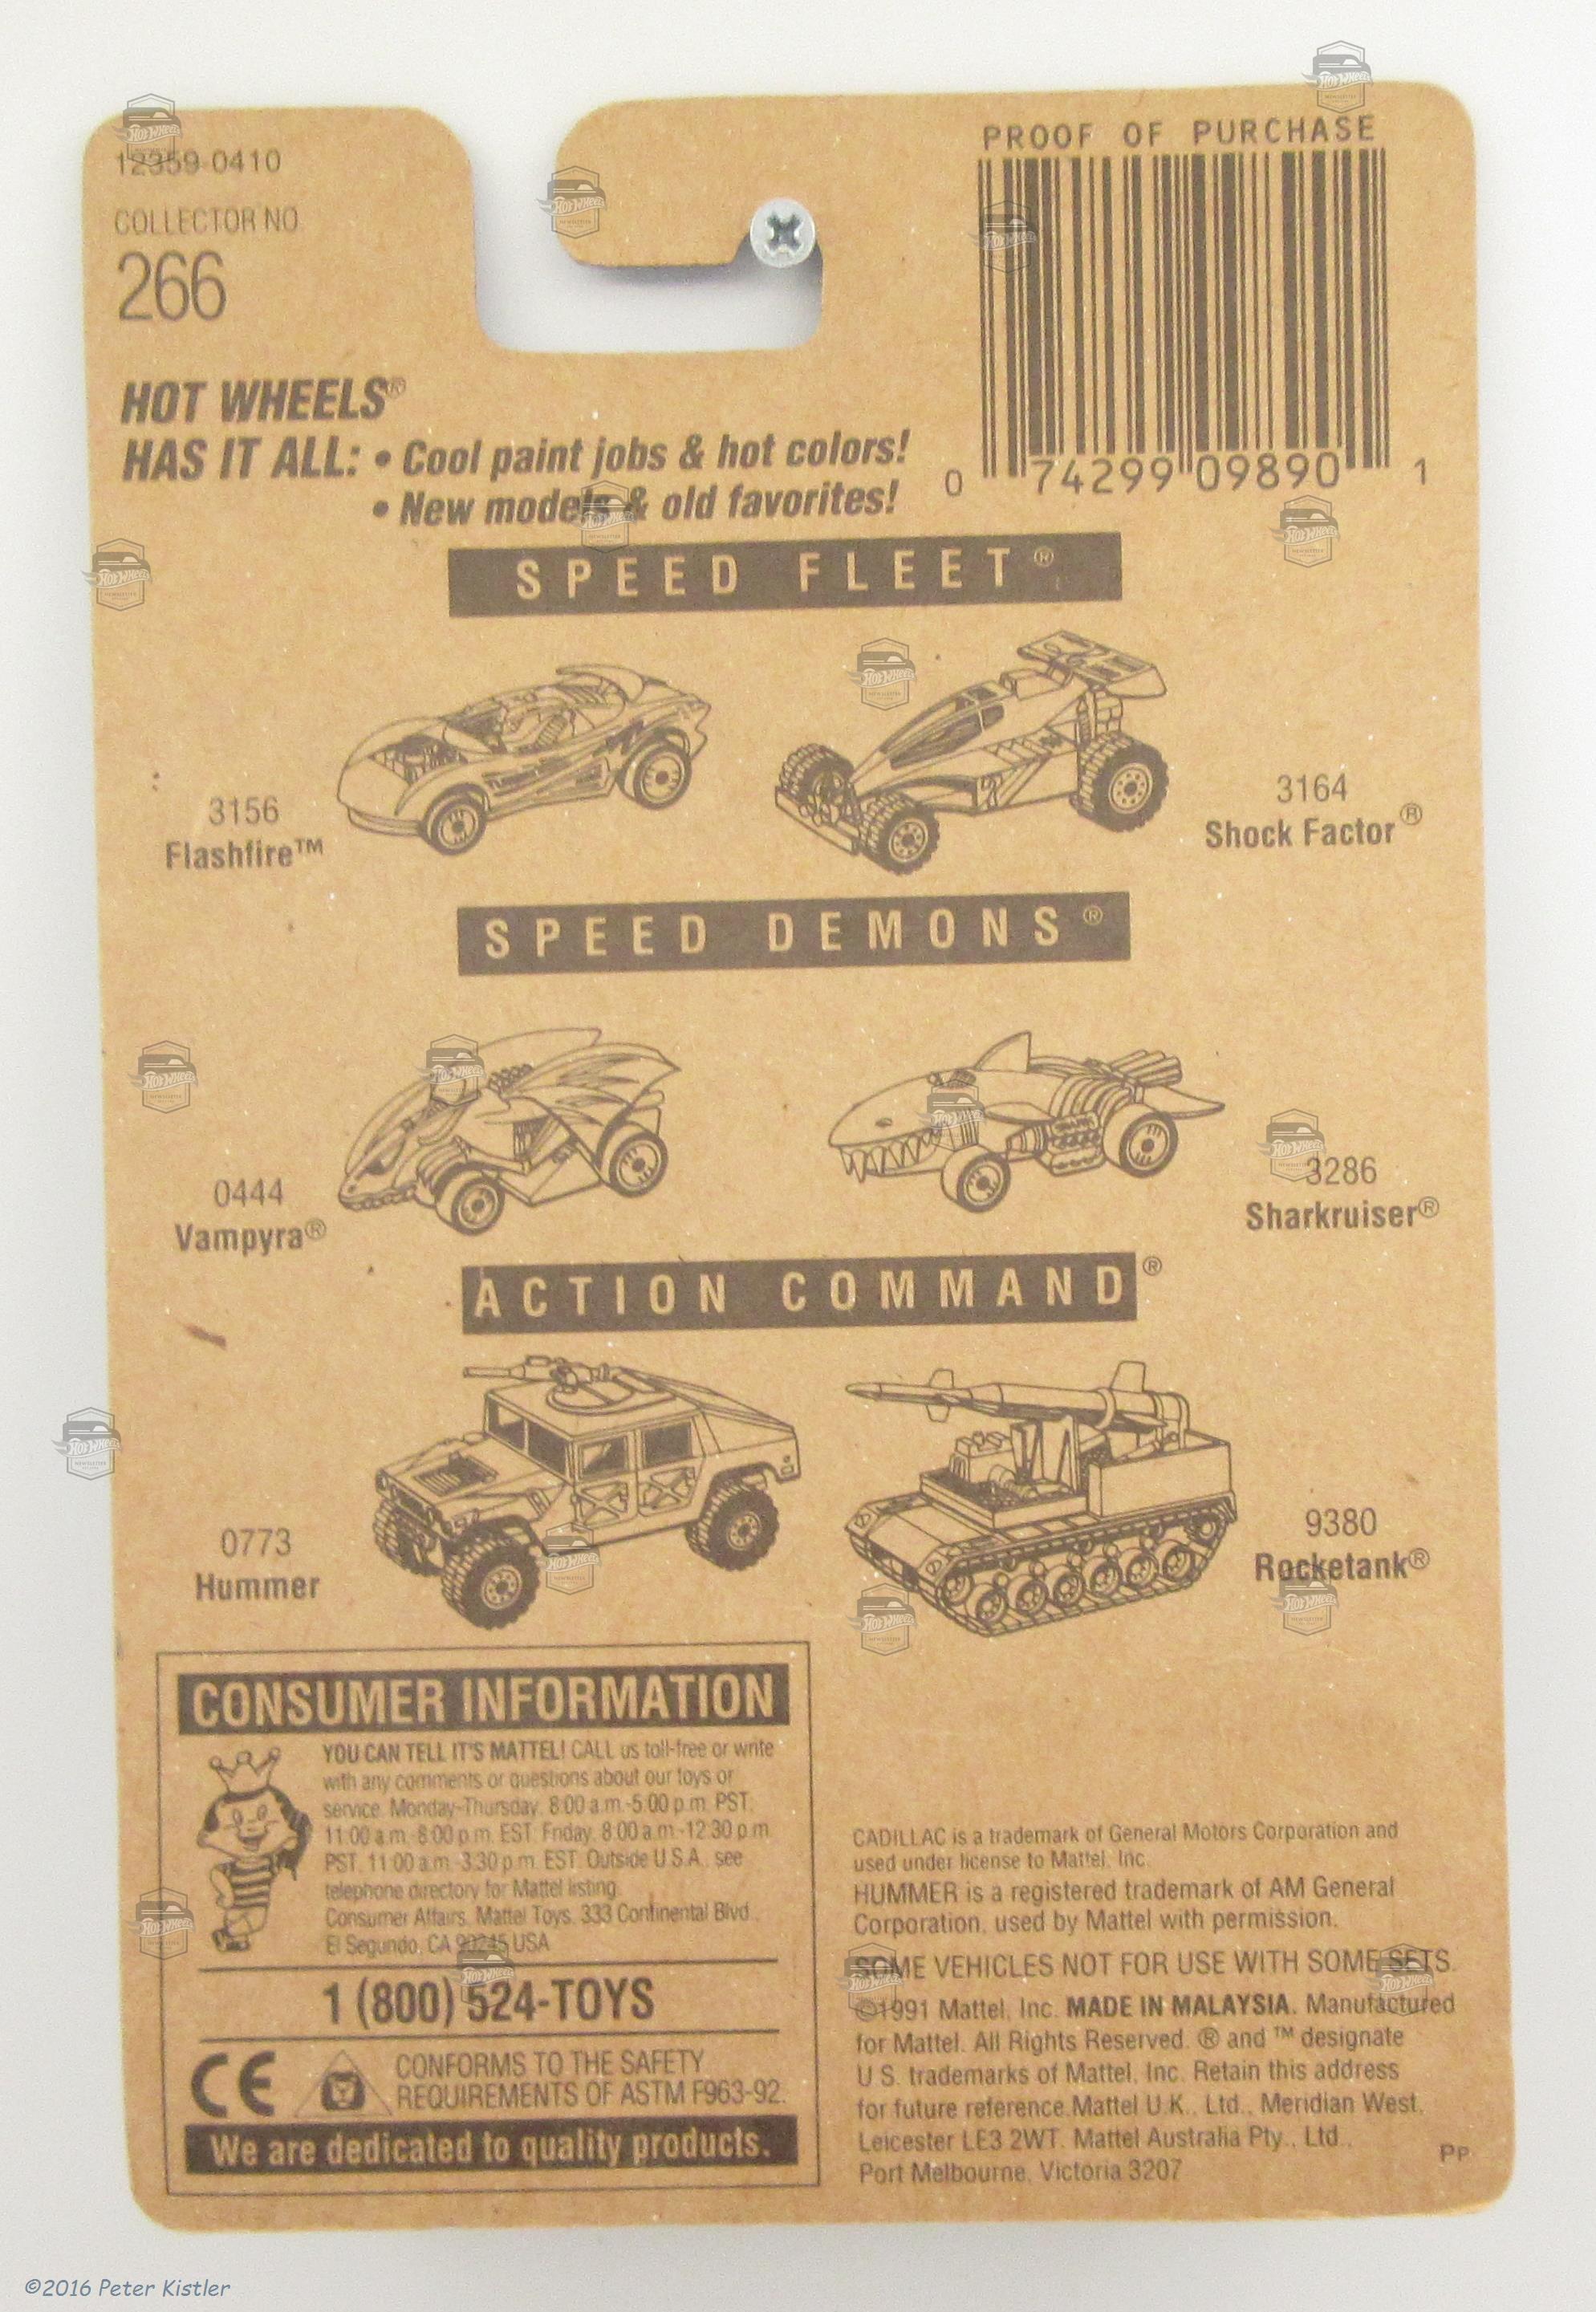 12359-0410
COLLECTOR NO.
266
PROOF OF PURCHASE
0 74299 09890 1
HOT WHEELS®
HAS IT ALL: • Cool paint jobs & hot colors!
• New models & old favorites!
SPEED FLEET®
3156
Flashfire™
3164
Shock Factor®
SPEED DEMONS®
0444
Vampyra®
3286
Sharkruiser®
ACTION COMMAND®
0773
Hummer
9380
Rocketank®
CONSUMER INFORMATION
YOU CAN TELL IT'S MATTEL! CALL us toll-free or write
with any comments or questions about our toys or
service. Monday-Thursday, 8:00 a.m.-5:00 p.m. PST,
11:00 a.m.-8:00 p.m. EST. Friday, 8:00 a.m.-12:30 p.m.
PST, 11:00 a.m.-3:30 p.m. EST. Outside U.S.A., see
telephone directory for Mattel listing.
Consumer Affairs, Mattel Toys, 333 Continental Blvd.,
El Segundo, CA 90245 USA
1 (800) 524-TOYS
CE
CONFORMS TO THE SAFETY
REQUIREMENTS OF ASTM F963-92.
We are dedicated to quality products.
CADILLAC is a trademark of General Motors Corporation and
used under license to Mattel, Inc.
HUMMER is a registered trademark of AM General
Corporation, used by Mattel with permission.
SOME VEHICLES NOT FOR USE WITH SOME SETS.
©1991 Mattel, Inc. MADE IN MALAYSIA. Manufactured
for Mattel. All Rights Reserved. ® and ™ designate
U.S. trademarks of Mattel, Inc. Retain this address
for future reference.Mattel U.K., Ltd., Meridian West,
Leicester LE3 2WT. Mattel Australia Pty., Ltd.,
Port Melbourne, Victoria 3207
PP
©2016 Peter Kistler